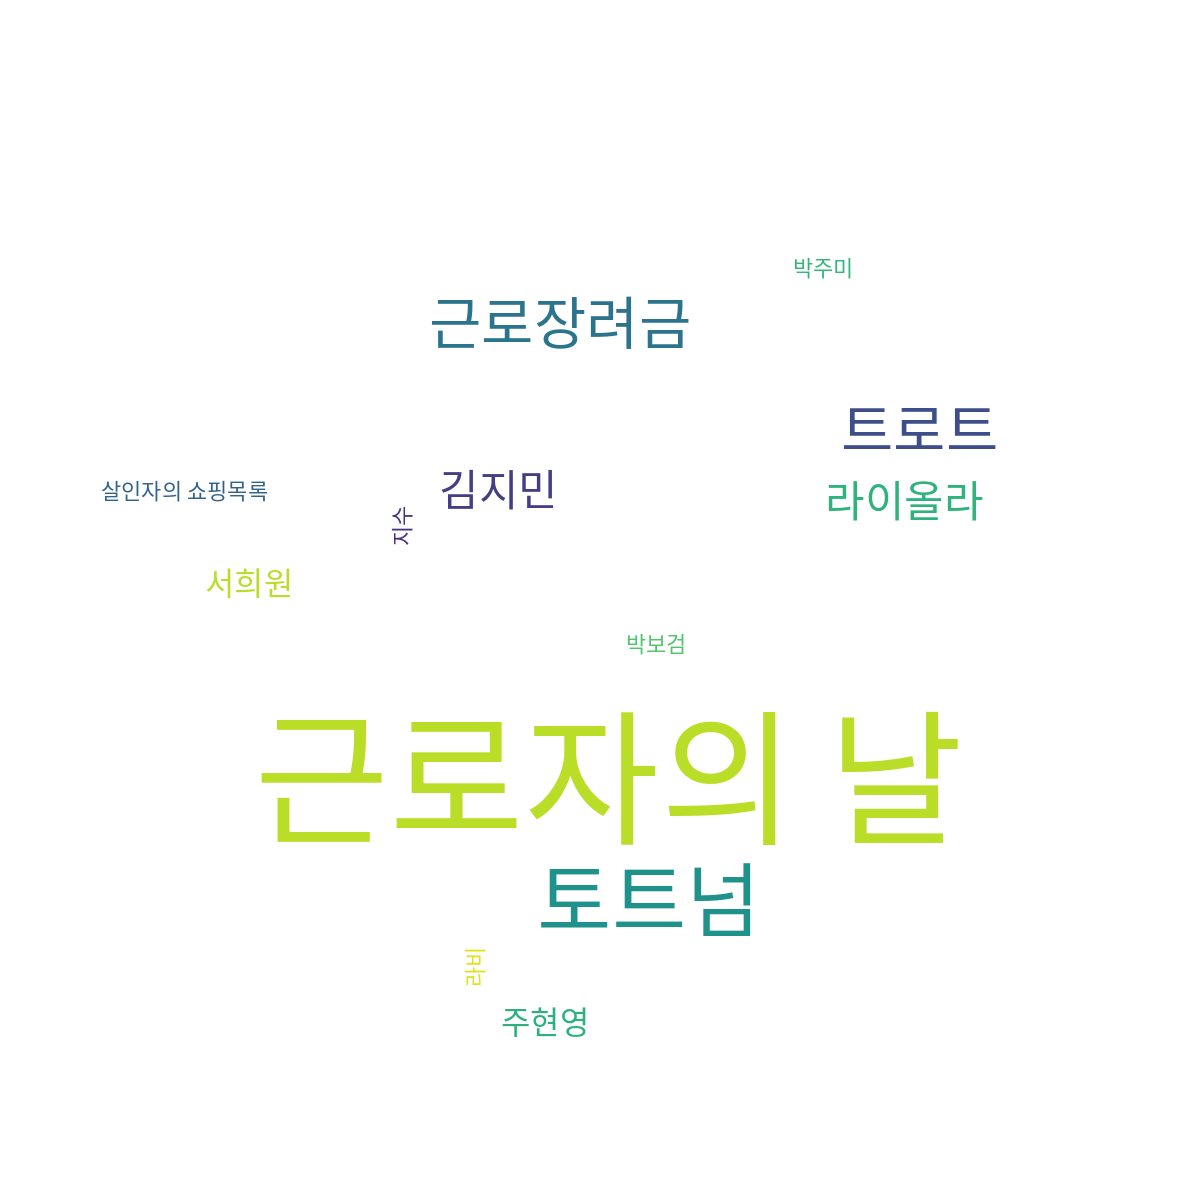 박주미
근로장려금
트로트
살인자의 쇼핑목록
김지민
라이올라
지수
서희원
박보검
근로자의 날
토트넘
라비
주현영